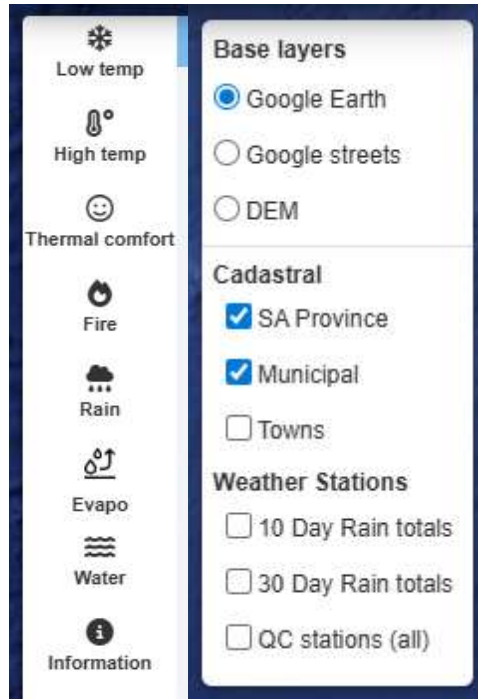 Low temp
High temp
Thermal comfort
Fire
Rain
Evapo
Water
Information
Base layers
Google Earth
Google streets
DEM
Cadastral
SA Province
Municipal
Towns
Weather Stations
10 Day Rain totals
30 Day Rain totals
QC stations (all)